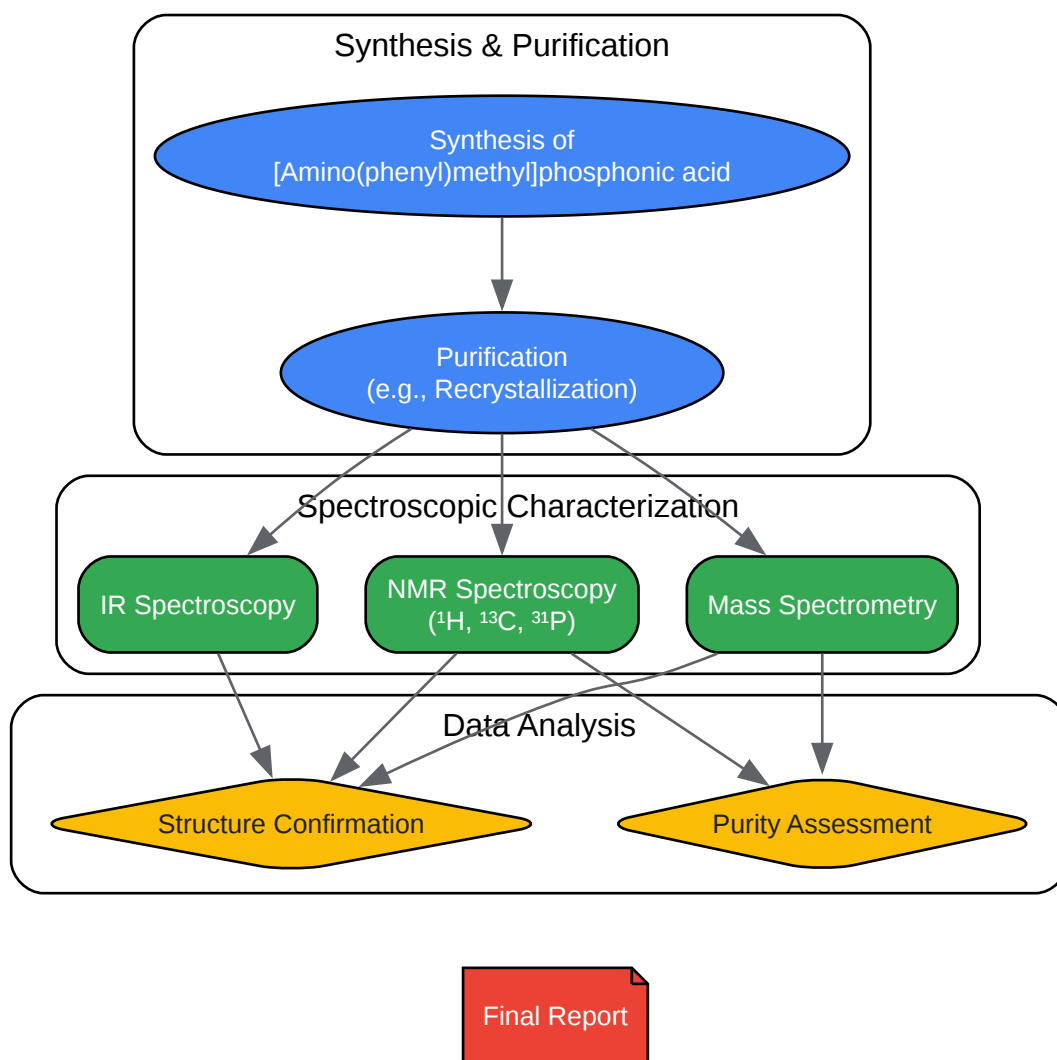 Synthesis & Purification
Synthesis of
[Amino(phenyl)methyl]phosphonic acid
Purification
(e.g., Recrystallization)
Spectroscopic Characterization
IR Spectroscopy
NMR Spectroscopy
(¹H, ¹³C, ³¹P)
Mass Spectrometry
Data Analysis
Structure Confirmation
Purity Assessment
Final Report